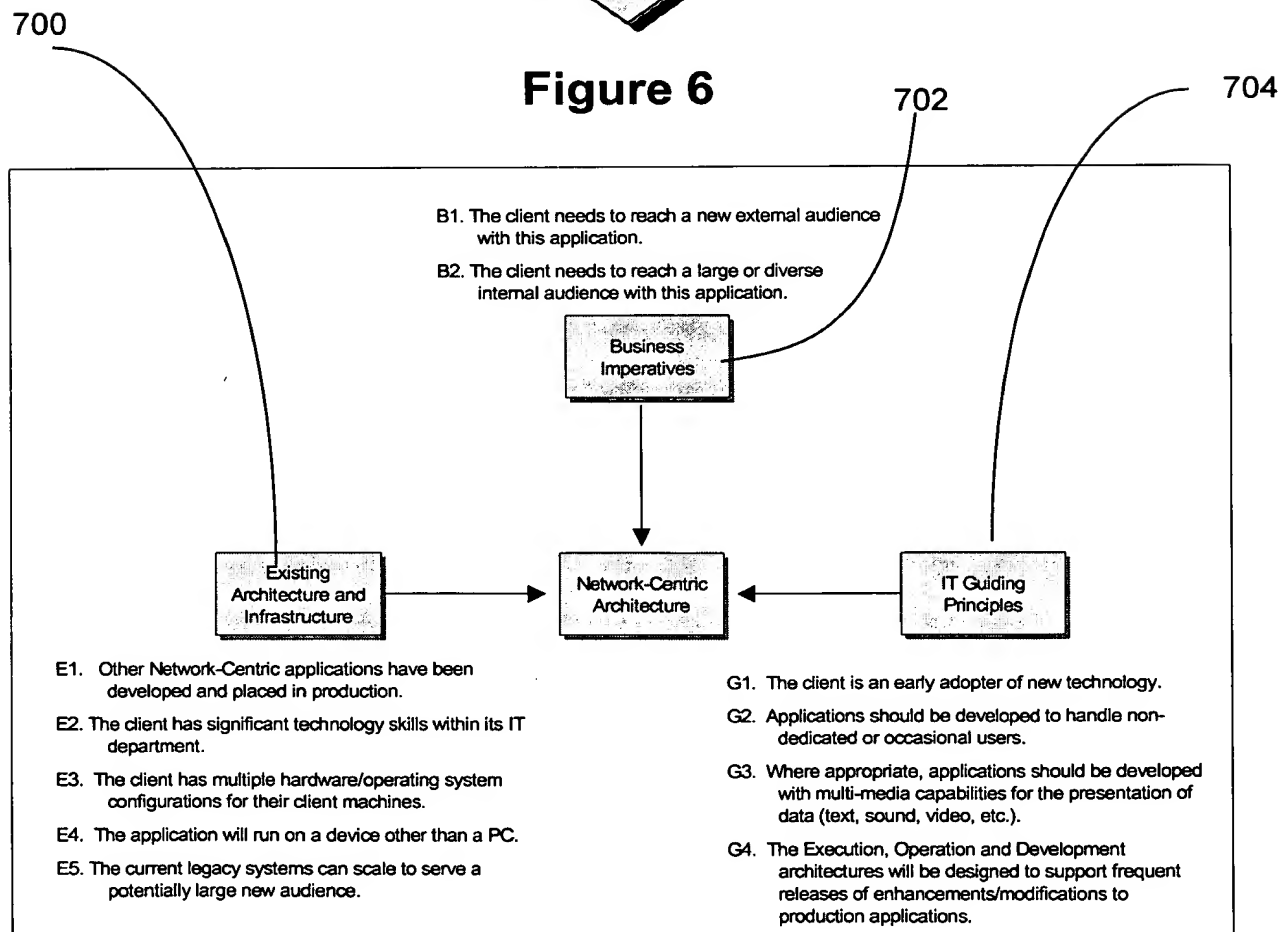 700
Figure 6
702
704
B1. The client needs to reach a new external audience
with this application.
B2. The client needs to reach a large or diverse
internal audience with this application.
Business
Imperatives
Existing
Architecture and
Infrastructure
Network-Centric
Architecture
IT Guiding
Principles
E1. Other Network-Centric applications have been
developed and placed in production.
E2. The client has significant technology skills within its IT
department.
E3. The client has multiple hardware/operating system
configurations for their client machines.
E4. The application will run on a device other than a PC.
E5. The current legacy systems can scale to serve a
potentially large new audience.
G1. The client is an early adopter of new technology.
G2. Applications should be developed to handle non-
dedicated or occasional users.
G3. Where appropriate, applications should be developed
with multi-media capabilities for the presentation of
data (text, sound, video, etc.).
G4. The Execution, Operation and Development
architectures will be designed to support frequent
releases of enhancements/modifications to
production applications.